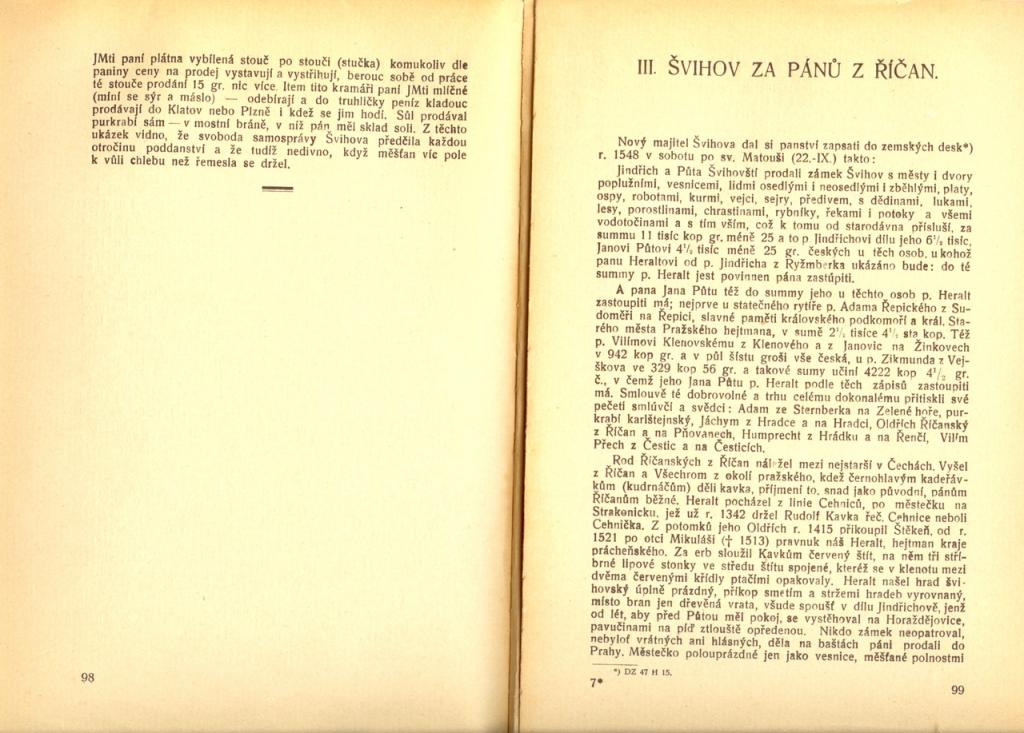 JMti paní plátna vybílená stouč po stouči (stučka) komukoliv dle
paniny ceny na prodej vystavují a vystřihují, berouc sobě od práce
té stouče prodání 15 gr. nic více. Item tito kramáři paní JMti mlíčné
(míní se sýr a máslo) — odebírají a do truhličky peníz kladouc
prodávají do Klatov nebo Plzně i kdež se jim hodí. Sůl prodával
purkrabí sám — v mostní bráně, v níž pán měl sklad soli. Z těchto
ukázek vidno, že svoboda samosprávy Švihova předčila každou
otročinu poddanství a že tudíž nedivno, když měšťan víc pole
k vůli chlebu než řemesla se držel.
98
III. ŠVIHOV ZA PÁNŮ Z ŘÍČAN.
Nový majitel Švihova dal si panství zapsati do zemských desk*)
r. 1548 v sobotu po sv. Matouši (22.-IX.) takto:
Jindřich a Půta Švihovští prodali zámek Švihov s městy i dvory
poplužními, vesnicemi, lidmi osedlými i neosedlými i zběhlými, platy,
ospy, robotami, kurmi, vejci, sejry, předivem, s dědinami, lukami,
lesy, porostlinami, chrastinami, rybníky, řekami i potoky a všemi
vodotočinami a s tím vším, což k tomu od starodávna přísluší, za
summu 11 tisíc kop gr. méně 25 a to p. Jindřichovi dílu jeho 6½ tisíc,
Janovi Půtovi 4½ tisíc méně 25 gr. českých u těch osob, u kohož
panu Heraltovi od p. Jindřicha z Ryžmberka ukázáno bude: do té
summy p. Heralt jest povinnen pána zastúpiti.
A pana Jana Půtu též do summy jeho u těchto osob p. Heralt
zastoupiti má; nejprve u statečného rytíře p. Adama Řepického z Su-
doměři na Řepici, slavné paměti královského podkomoří a král. Sta-
rého města Pražského hejtmana, v sumě 2½ tisíce 4½ sta kop. Též
p. Vilímovi Klenovskému z Klenového a z Janovic na Žinkovech
v 942 kop gr. a v půl šístu groši vše česká, u p. Zikmunda z Vej-
škova ve 329 kop 56 gr. a takové sumy učiní 4222 kop 4½ gr.
č., v čemž jeho Jana Půtu p. Heralt podle těch zápisů zastoupiti
má. Smlouvě té dobrovolné a trhu celému dokonalému přitiskli své
pečeti smlúvčí a svědci: Adam ze Sternberka na Zelené hoře, pur-
krabí karlštejnský, Jáchym z Hradce a na Hradci, Oldřich Říčanský
z Říčan a na Pňovanech, Humprecht z Hrádku a na Řenčí, Vilím
Přech z Čestic a na Česticích.
Rod Říčanských z Říčan náležel mezi nejstarší v Čechách. Vyšel
z Říčan a Všechrom z okolí pražského, kdež černohlavým kadeřáv-
kům (kudrnáčům) děli kavka, příjmení to, snad jako původní, pánům
Říčanům běžné. Heralt pocházel z linie Cehniců, po městečku na
Strakonicku, jež už r. 1342 držel Rudolf Kavka řeč. Cehnice neboli
Cehnička. Z potomků jeho Oldřich r. 1415 přikoupil Štěkeň, od r.
1521 po otci Mikuláši († 1513) pravnuk náš Heralt, hejtman kraje
prácheňského. Za erb sloužil Kavkům červený štít, na něm tři stří-
brné lipové stonky ve středu štítu spojené, kteréž se v klenotu mezi
dvěma červenými křídly ptačími opakovaly. Heralt našel hrad švi-
hovský úplně prázdný, příkop smetím a stržemi hradeb vyrovnaný,
místo bran jen dřevěná vrata, všude spoušť v dílu Jindřichově, jenž
od lét, aby před Půtou měl pokoj, se vystěhoval na Horažďějovice,
pavučinami na píď ztlouště opředenou. Nikdo zámek neopatroval,
nebyloť vrátných ani hlásných, děla na baštách páni prodali do
Prahy. Městečko polouprázdné jen jako vesnice, měšťané polnostmi
*) DZ 47 H 15.
7*
99